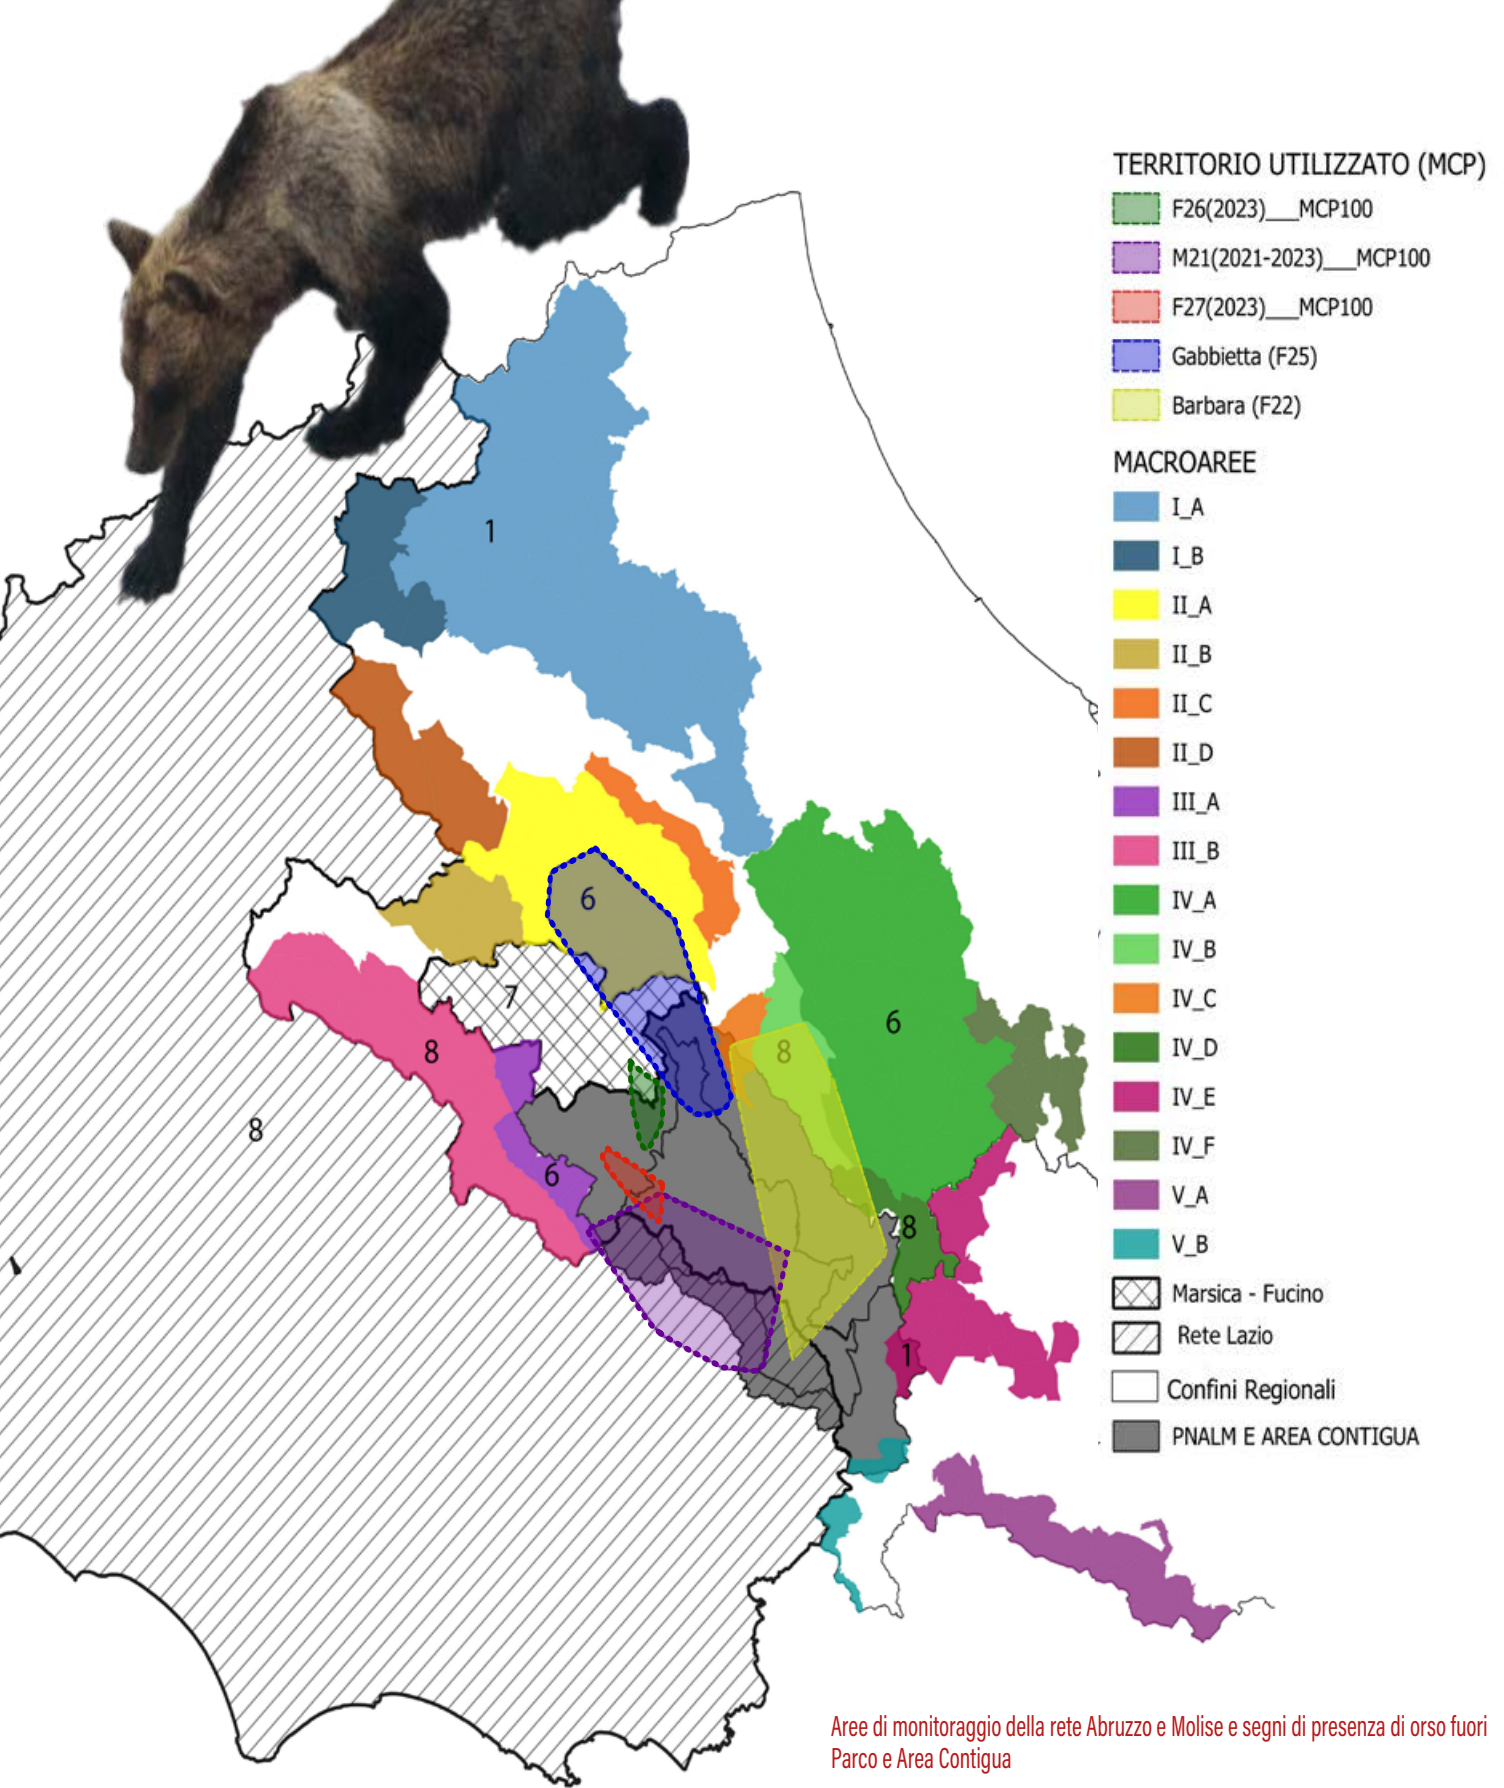 TERRITORIO UTILIZZATO (MCP)
F26(2023)___MCP100
M21(2021-2023)___MCP100
F27(2023)___MCP100
Gabbietta (F25)
Barbara (F22)
MACROAREE
I_A
I_B
II_A
II_B
II_C
II_D
III_A
III_B
IV_A
IV_B
IV_C
IV_D
IV_E
IV_F
V_A
V_B
Marsica - Fucino
Rete Lazio
Confini Regionali
PNALM E AREA CONTIGUA
1
6
7
8
8
6
8
6
8
1
Aree di monitoraggio della rete Abruzzo e Molise e segni di presenza di orso fuori
Parco e Area Contigua